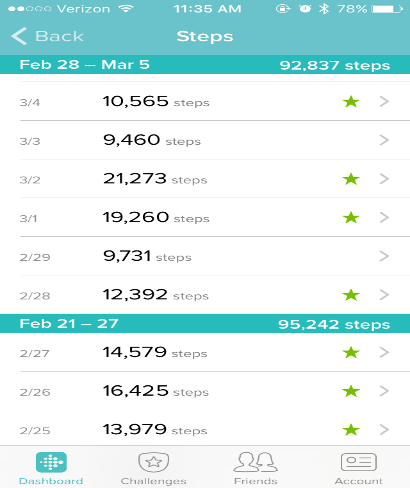 Verizon 11:35 AM 78%
Back Steps
Feb 28 – Mar 5 92,837 steps
3/4 10,565 steps
3/3 9,460 steps
3/2 21,273 steps
3/1 19,260 steps
2/29 9,731 steps
2/28 12,392 steps
Feb 21 – 27 95,242 steps
2/27 14,579 steps
2/26 16,425 steps
2/25 13,979 steps
Dashboard Challenges Friends Account